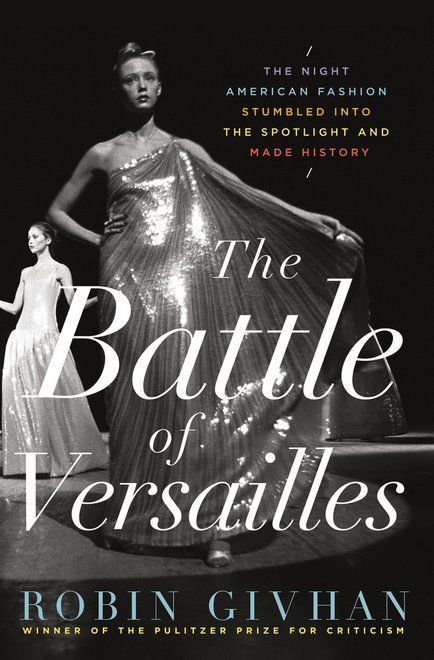 /
THE NIGHT
AMERICAN FASHION
STUMBLED INTO
THE SPOTLIGHT AND
MADE HISTORY
/
The
Battle
of
Versailles
ROBIN GIVHAN
WINNER OF THE PULITZER PRIZE FOR CRITICISM